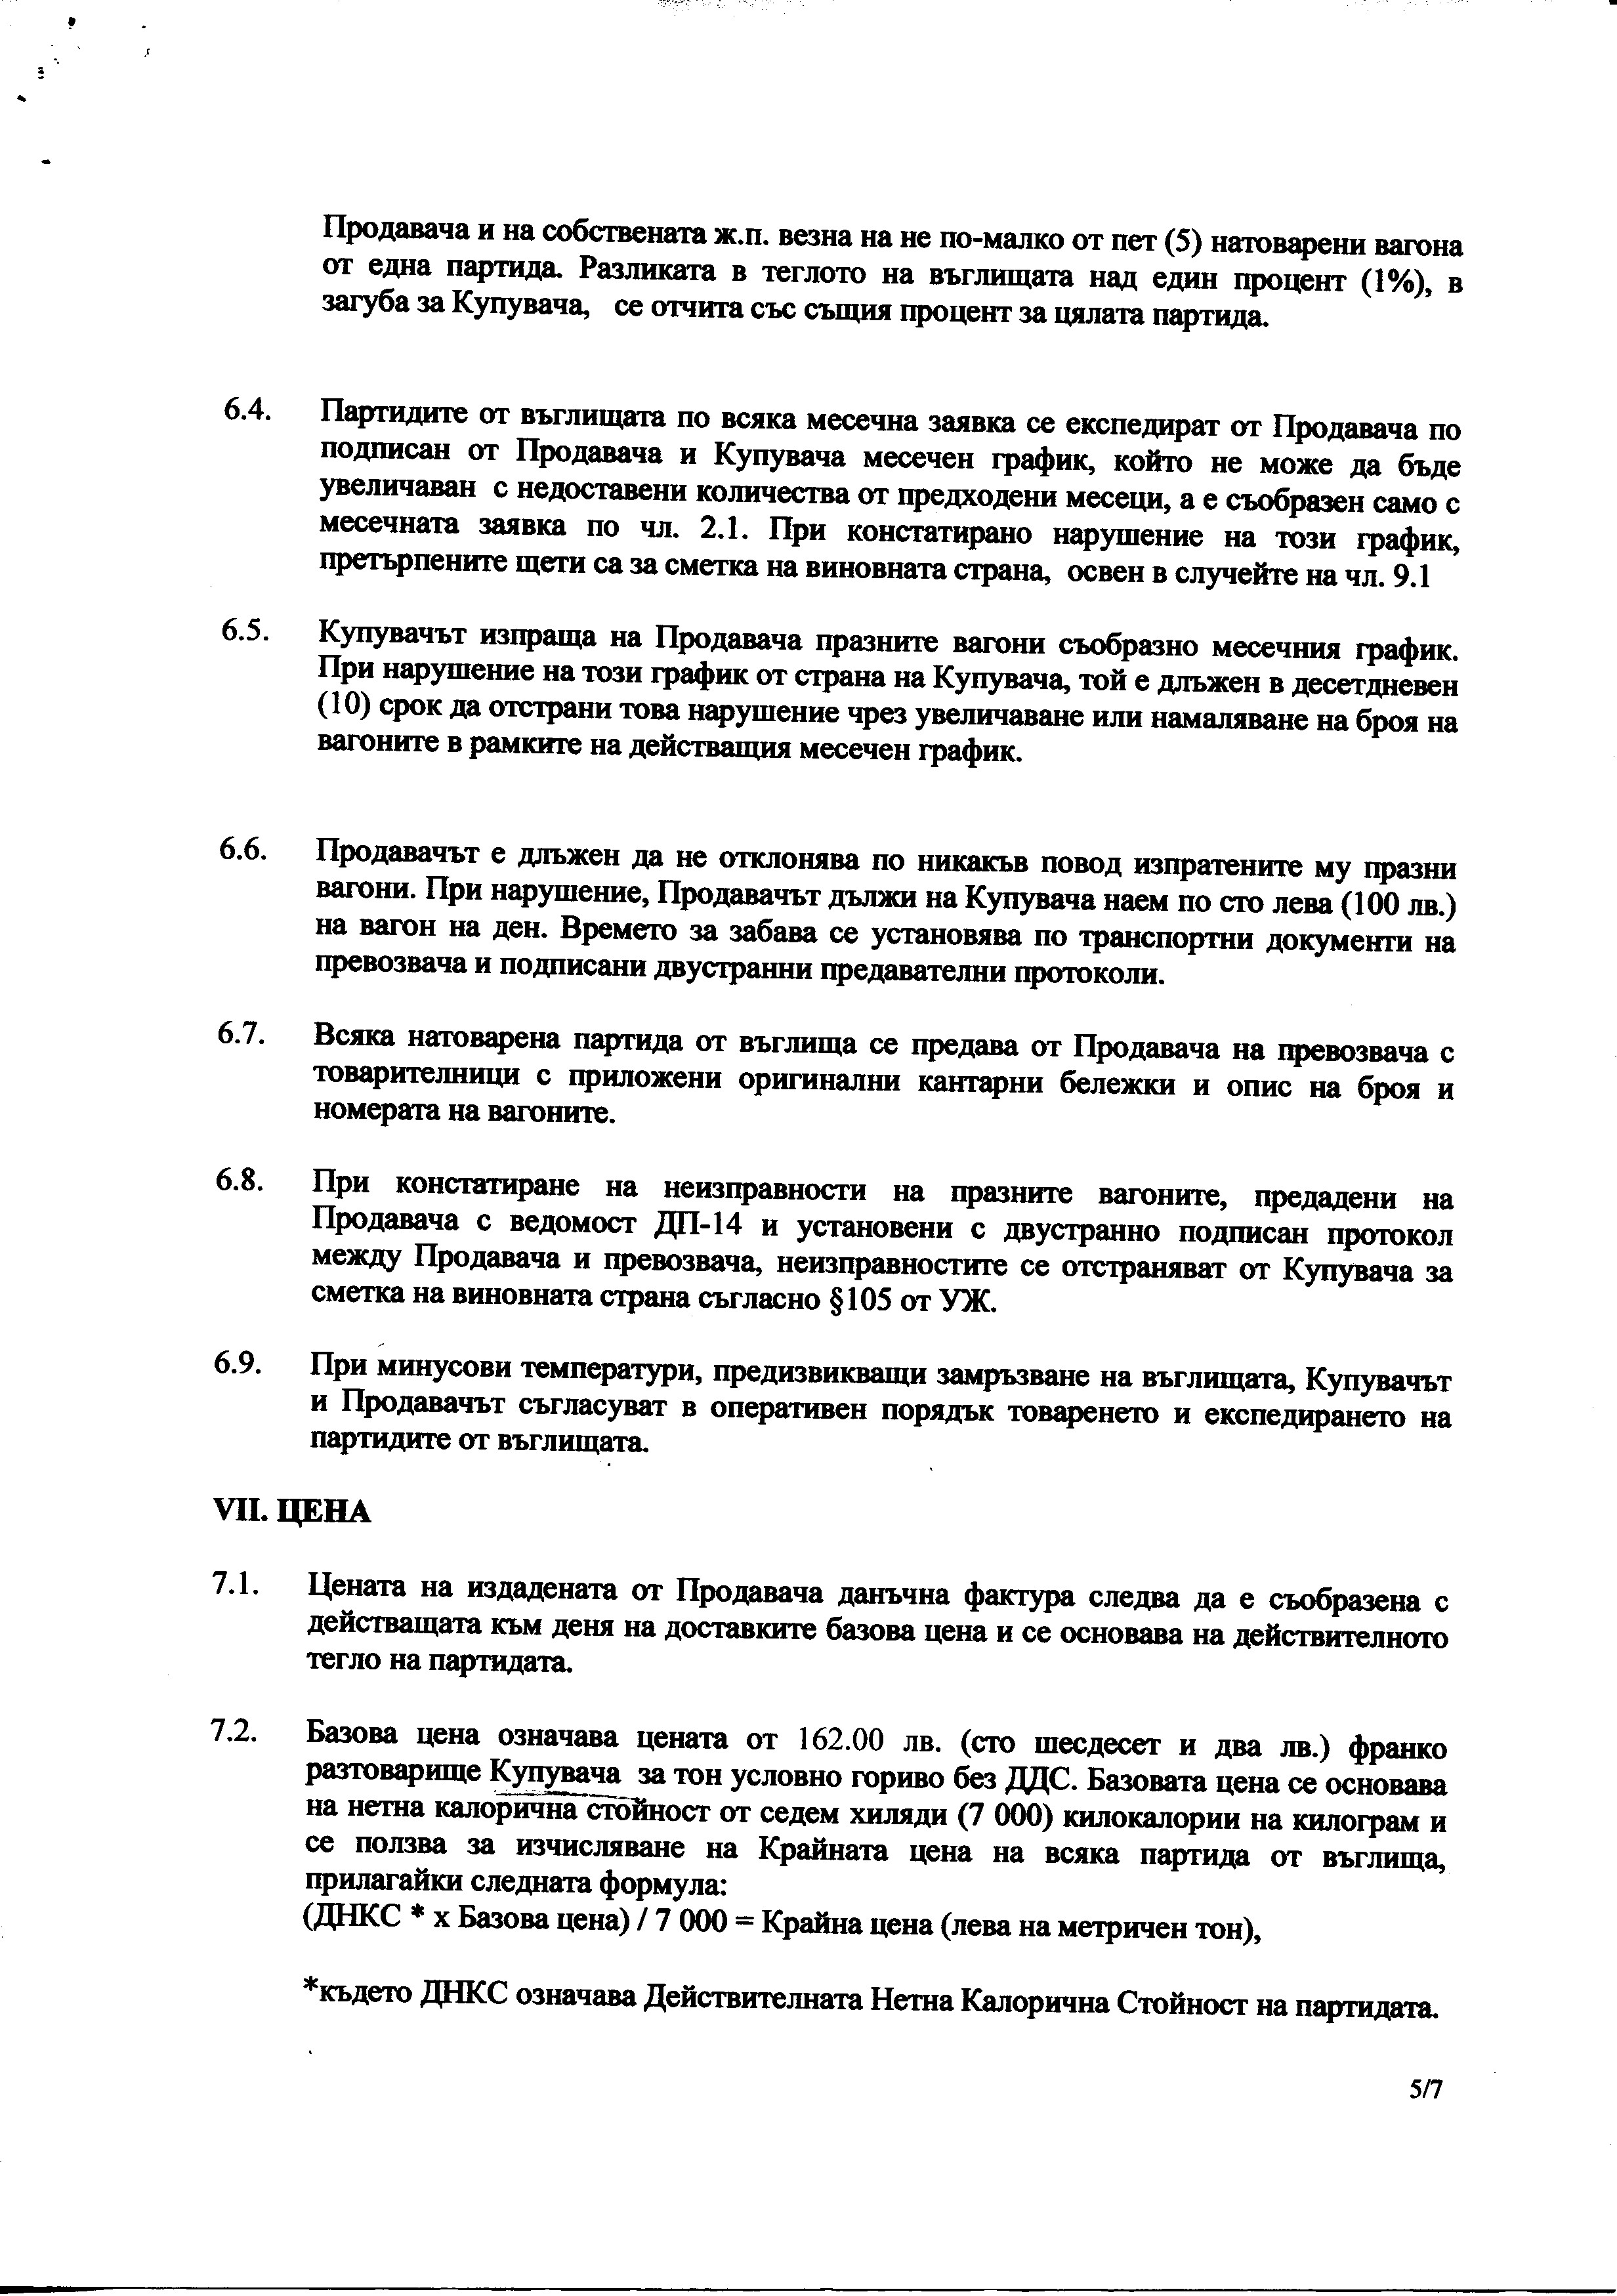 Продавача и на собствената ж.п. везна на не по-малко от пет (5) натоварени вагона
от една партида. Разликата в теглото на въглищата над един процент (1%), в
загуба за Купувача, се отчита със същия процент за цялата партида.
6.4. Партидите от въглищата по всяка месечна заявка се експедират от Продавача по
подписан от Продавача и Купувача месечен график, който не може да бъде
увеличаван с недоставени количества от предходени месеци, а е съобразен само с
месечната заявка по чл. 2.1. При констатирано нарушение на този график,
претърпените щети са за сметка на виновната страна, освен в случейте на чл. 9.1
6.5. Купувачът изпраща на Продавача празните вагони съобразно месечния график.
При нарушение на този график от страна на Купувача, той е длъжен в десетдневен
(10) срок да отстрани това нарушение чрез увеличаване или намаляване на броя на
вагоните в рамките на действащия месечен график.
6.6. Продавачът е длъжен да не отклонява по никакъв повод изпратените му празни
вагони. При нарушение, Продавачът дължи на Купувача наем по сто лева (100 лв.)
на вагон на ден. Времето за забава се установява по транспортни документи на
превозвача и подписани двустранни предавателни протоколи.
6.7. Всяка натоварена партида от въглища се предава от Продавача на превозвача с
товарителници с приложени оригинални кантарни бележки и опис на броя и
номерата на вагоните.
6.8. При констатиране на неизправности на празните вагоните, предадени на
Продавача с ведомост ДП-14 и установени с двустранно подписан протокол
между Продавача и превозвача, неизправностите се отстраняват от Купувача за
сметка на виновната страна съгласно §105 от УЖ.
6.9. При минусови температури, предизвикващи замръзване на въглищата, Купувачът
и Продавачът съгласуват в оперативен порядък товаренето и експедирането на
партидите от въглищата.
VII. ЦЕНА
7.1. Цената на издадената от Продавача данъчна фактура следва да е съобразена с
действащата към деня на доставките базова цена и се основава на действителното
тегло на партидата.
7.2. Базова цена означава цената от 162.00 лв. (сто шесдесет и два лв.) франко
разтоварище Купувача за тон условно гориво без ДДС. Базовата цена се основава
на нетна калорична стойност от седем хиляди (7 000) килокалории на килограм и
се ползва за изчисляване на Крайната цена на всяка партида от въглища,
прилагайки следната формула:
(ДНКС * х Базова цена) / 7 000 = Крайна цена (лева на метричен тон),
*където ДНКС означава Действителната Нетна Калорична Стойност на партидата.
5/7